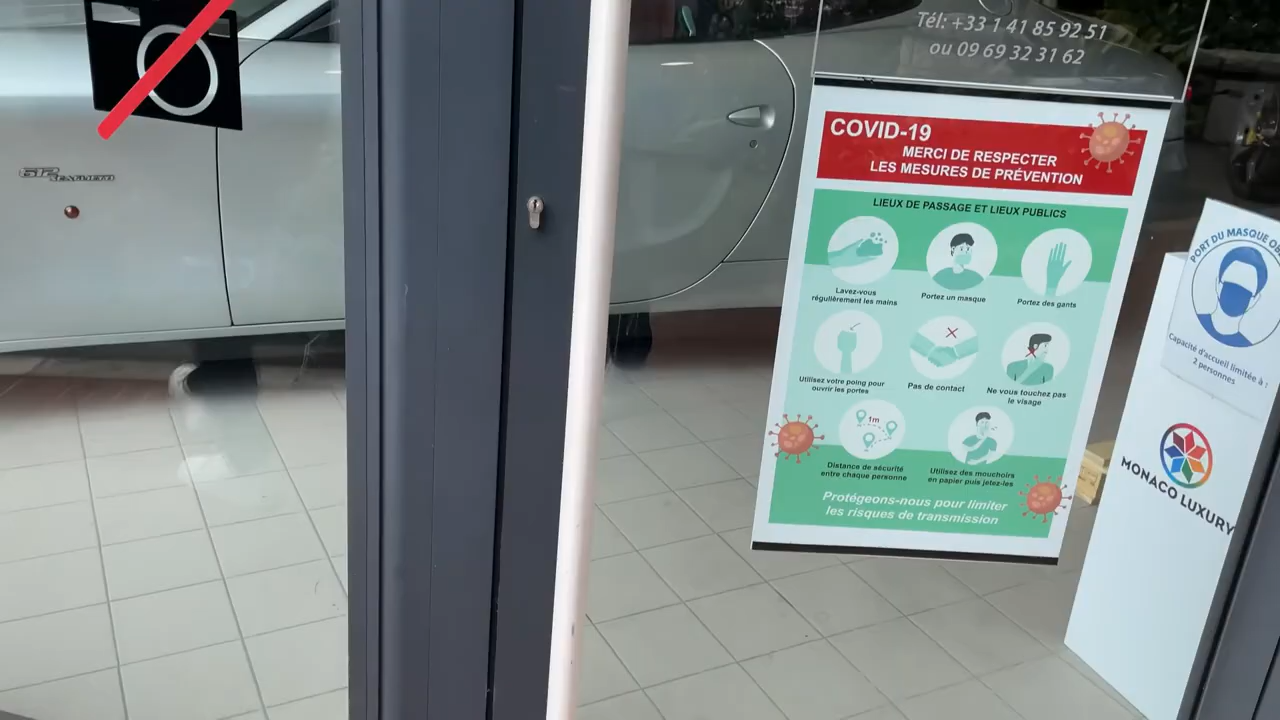 Tél: +33 1 41 85 92.51
ou 09 69 32 31 62
612
COVID-19
MERCI DE RESPECTER
LES MESURES DE PRÉVENTION
LIEUX DE PASSAGE ET LIEUX PUBLICS
Lavez-vous
régulièrement les mains
Portez un masque
Portez des gants
Utilisez votre poing pour
ouvrir les portes
Pas de contact
Ne vous touchez pas
le visage
1m
Distance de sécurité
entre chaque personne
Utilisez des mouchoirs
en papier puis jetez-les
Protégeons-nous pour limiter
les risques de transmission
PORT DU MASQUE
Capacité d'accueil limitée à :
2 personnes
MONACO LUXURY